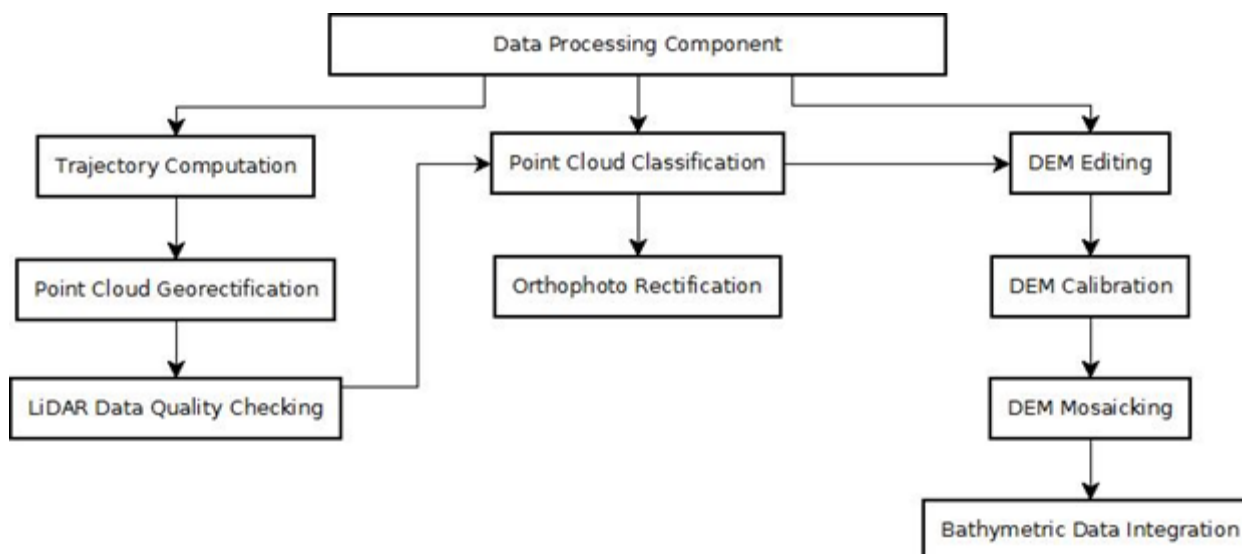 Data Processing Component
Trajectory Computation
Point Cloud Classification
DEM Editing
Point Cloud Georectification
Orthophoto Rectification
DEM Calibration
LiDAR Data Quality Checking
DEM Mosaicking
Bathymetric Data Integration